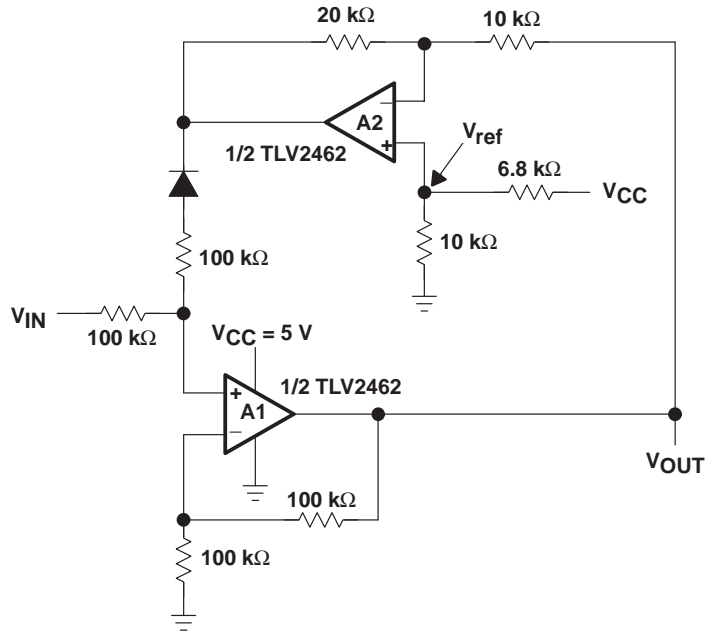 20 kΩ
10 kΩ
–
A2
+
1/2 TLV2462
Vref
6.8 kΩ
VCC
10 kΩ
100 kΩ
VIN
100 kΩ
VCC = 5 V
1/2 TLV2462
+
A1
–
VOUT
100 kΩ
100 kΩ